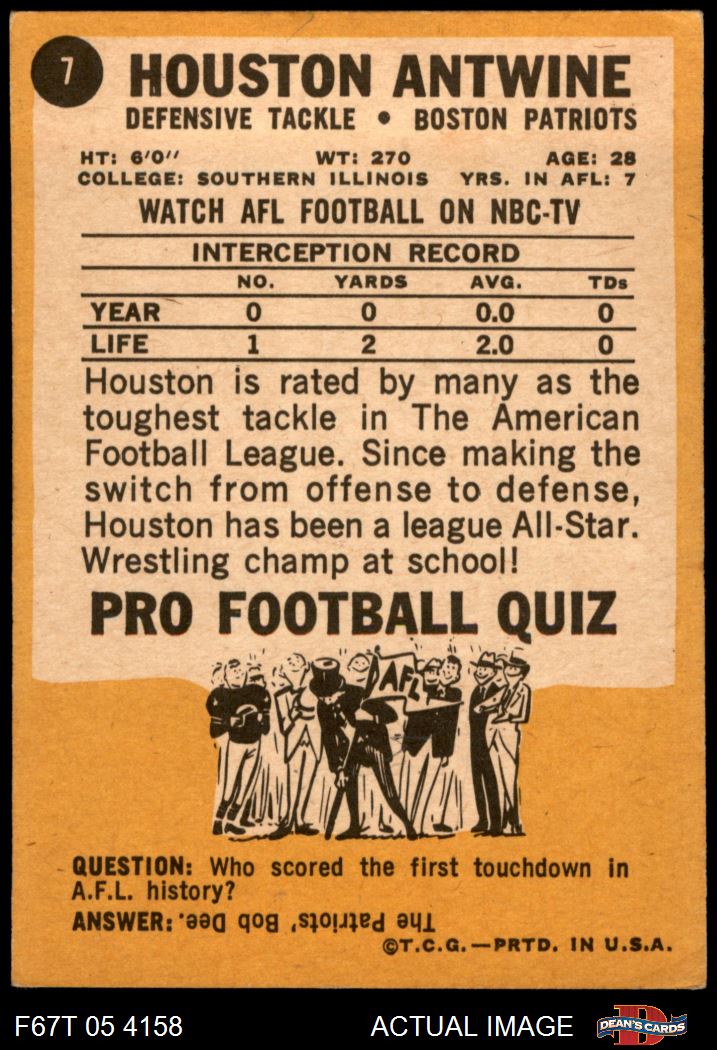 7
HOUSTON ANTWINE
DEFENSIVE TACKLE • BOSTON PATRIOTS
HT: 6'0" WT: 270 AGE: 28
COLLEGE: SOUTHERN ILLINOIS YRS. IN AFL: 7
WATCH AFL FOOTBALL ON NBC-TV
INTERCEPTION RECORD
NO. YARDS AVG. TDs
YEAR 0 0 0.0 0
LIFE 1 2 2.0 0
Houston is rated by many as the
toughest tackle in The American
Football League. Since making the
switch from offense to defense,
Houston has been a league All-Star.
Wrestling champ at school!
PRO FOOTBALL QUIZ
AFL
QUESTION: Who scored the first touchdown in
A.F.L. history?
ANSWER: The Patriots' Bob Dee.
©T.C.G.—PRTD. IN U.S.A.
F67T 05 4158 ACTUAL IMAGE D DEAN'S CARDS